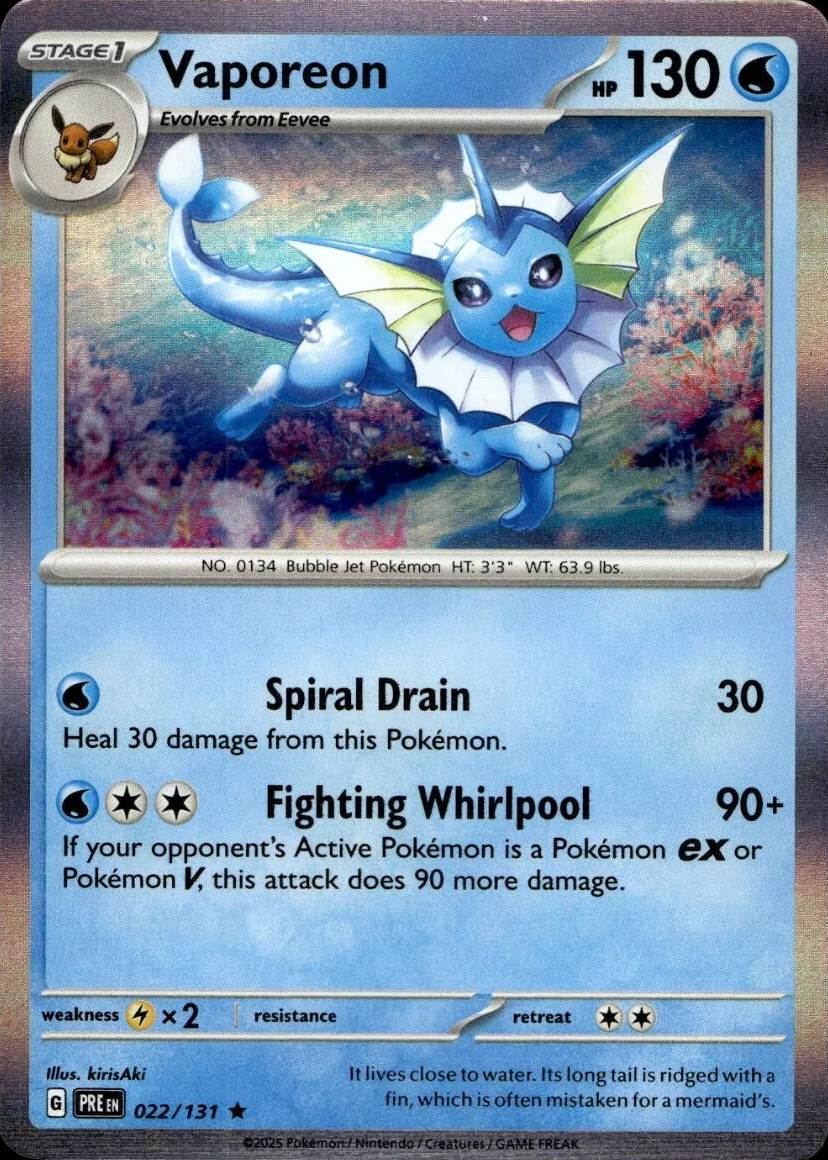 STAGE 1
Vaporeon
HP 130
Evolves from Eevee
NO. 0134 Bubble Jet Pokémon HT: 3'3" WT: 63.9 lbs.
Spiral Drain 30
Heal 30 damage from this Pokémon.
Fighting Whirlpool 90+
If your opponent's Active Pokémon is a Pokémon ex or
Pokémon V, this attack does 90 more damage.
weakness ×2 resistance retreat
Illus. kirisAki
It lives close to water. Its long tail is ridged with a
fin, which is often mistaken for a mermaid's.
G PRE EN 022/131 ★
©2025 Pokémon / Nintendo / Creatures / GAME FREAK